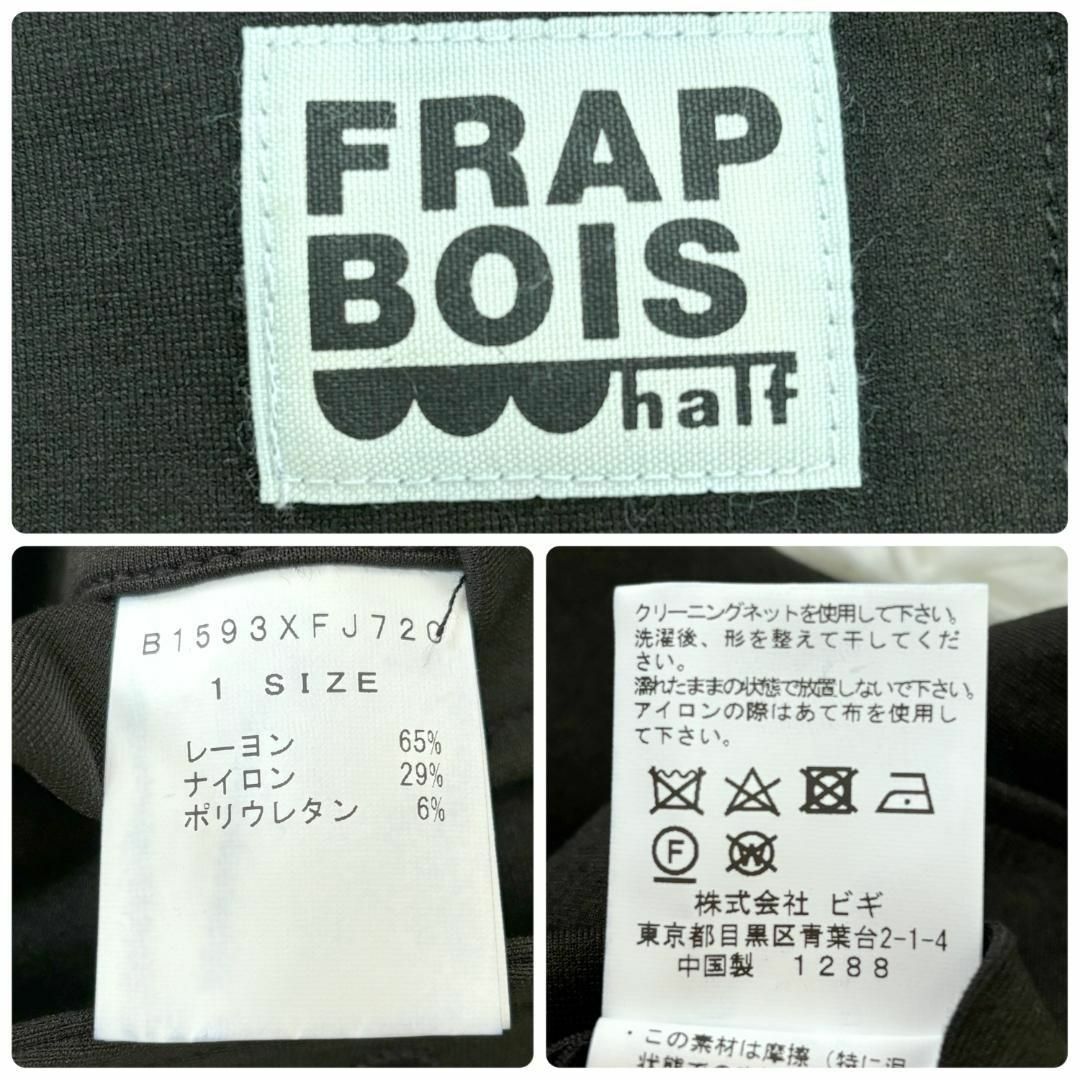 FRAP
BOIS
half
B1593XFJ720
1 SIZE
レーヨン 65%
ナイロン 29%
ポリウレタン 6%
クリーニングネットを使用して下さい。
洗濯後、形を整えて干してくだ
さい。
濡れたままの状態で放置しないで下さい。
アイロンの際はあて布を使用し
て下さい。
F
W
株式会社 ビギ
東京都目黒区青葉台2-1-4
中国製 1288
・この素材は摩擦（特に湿